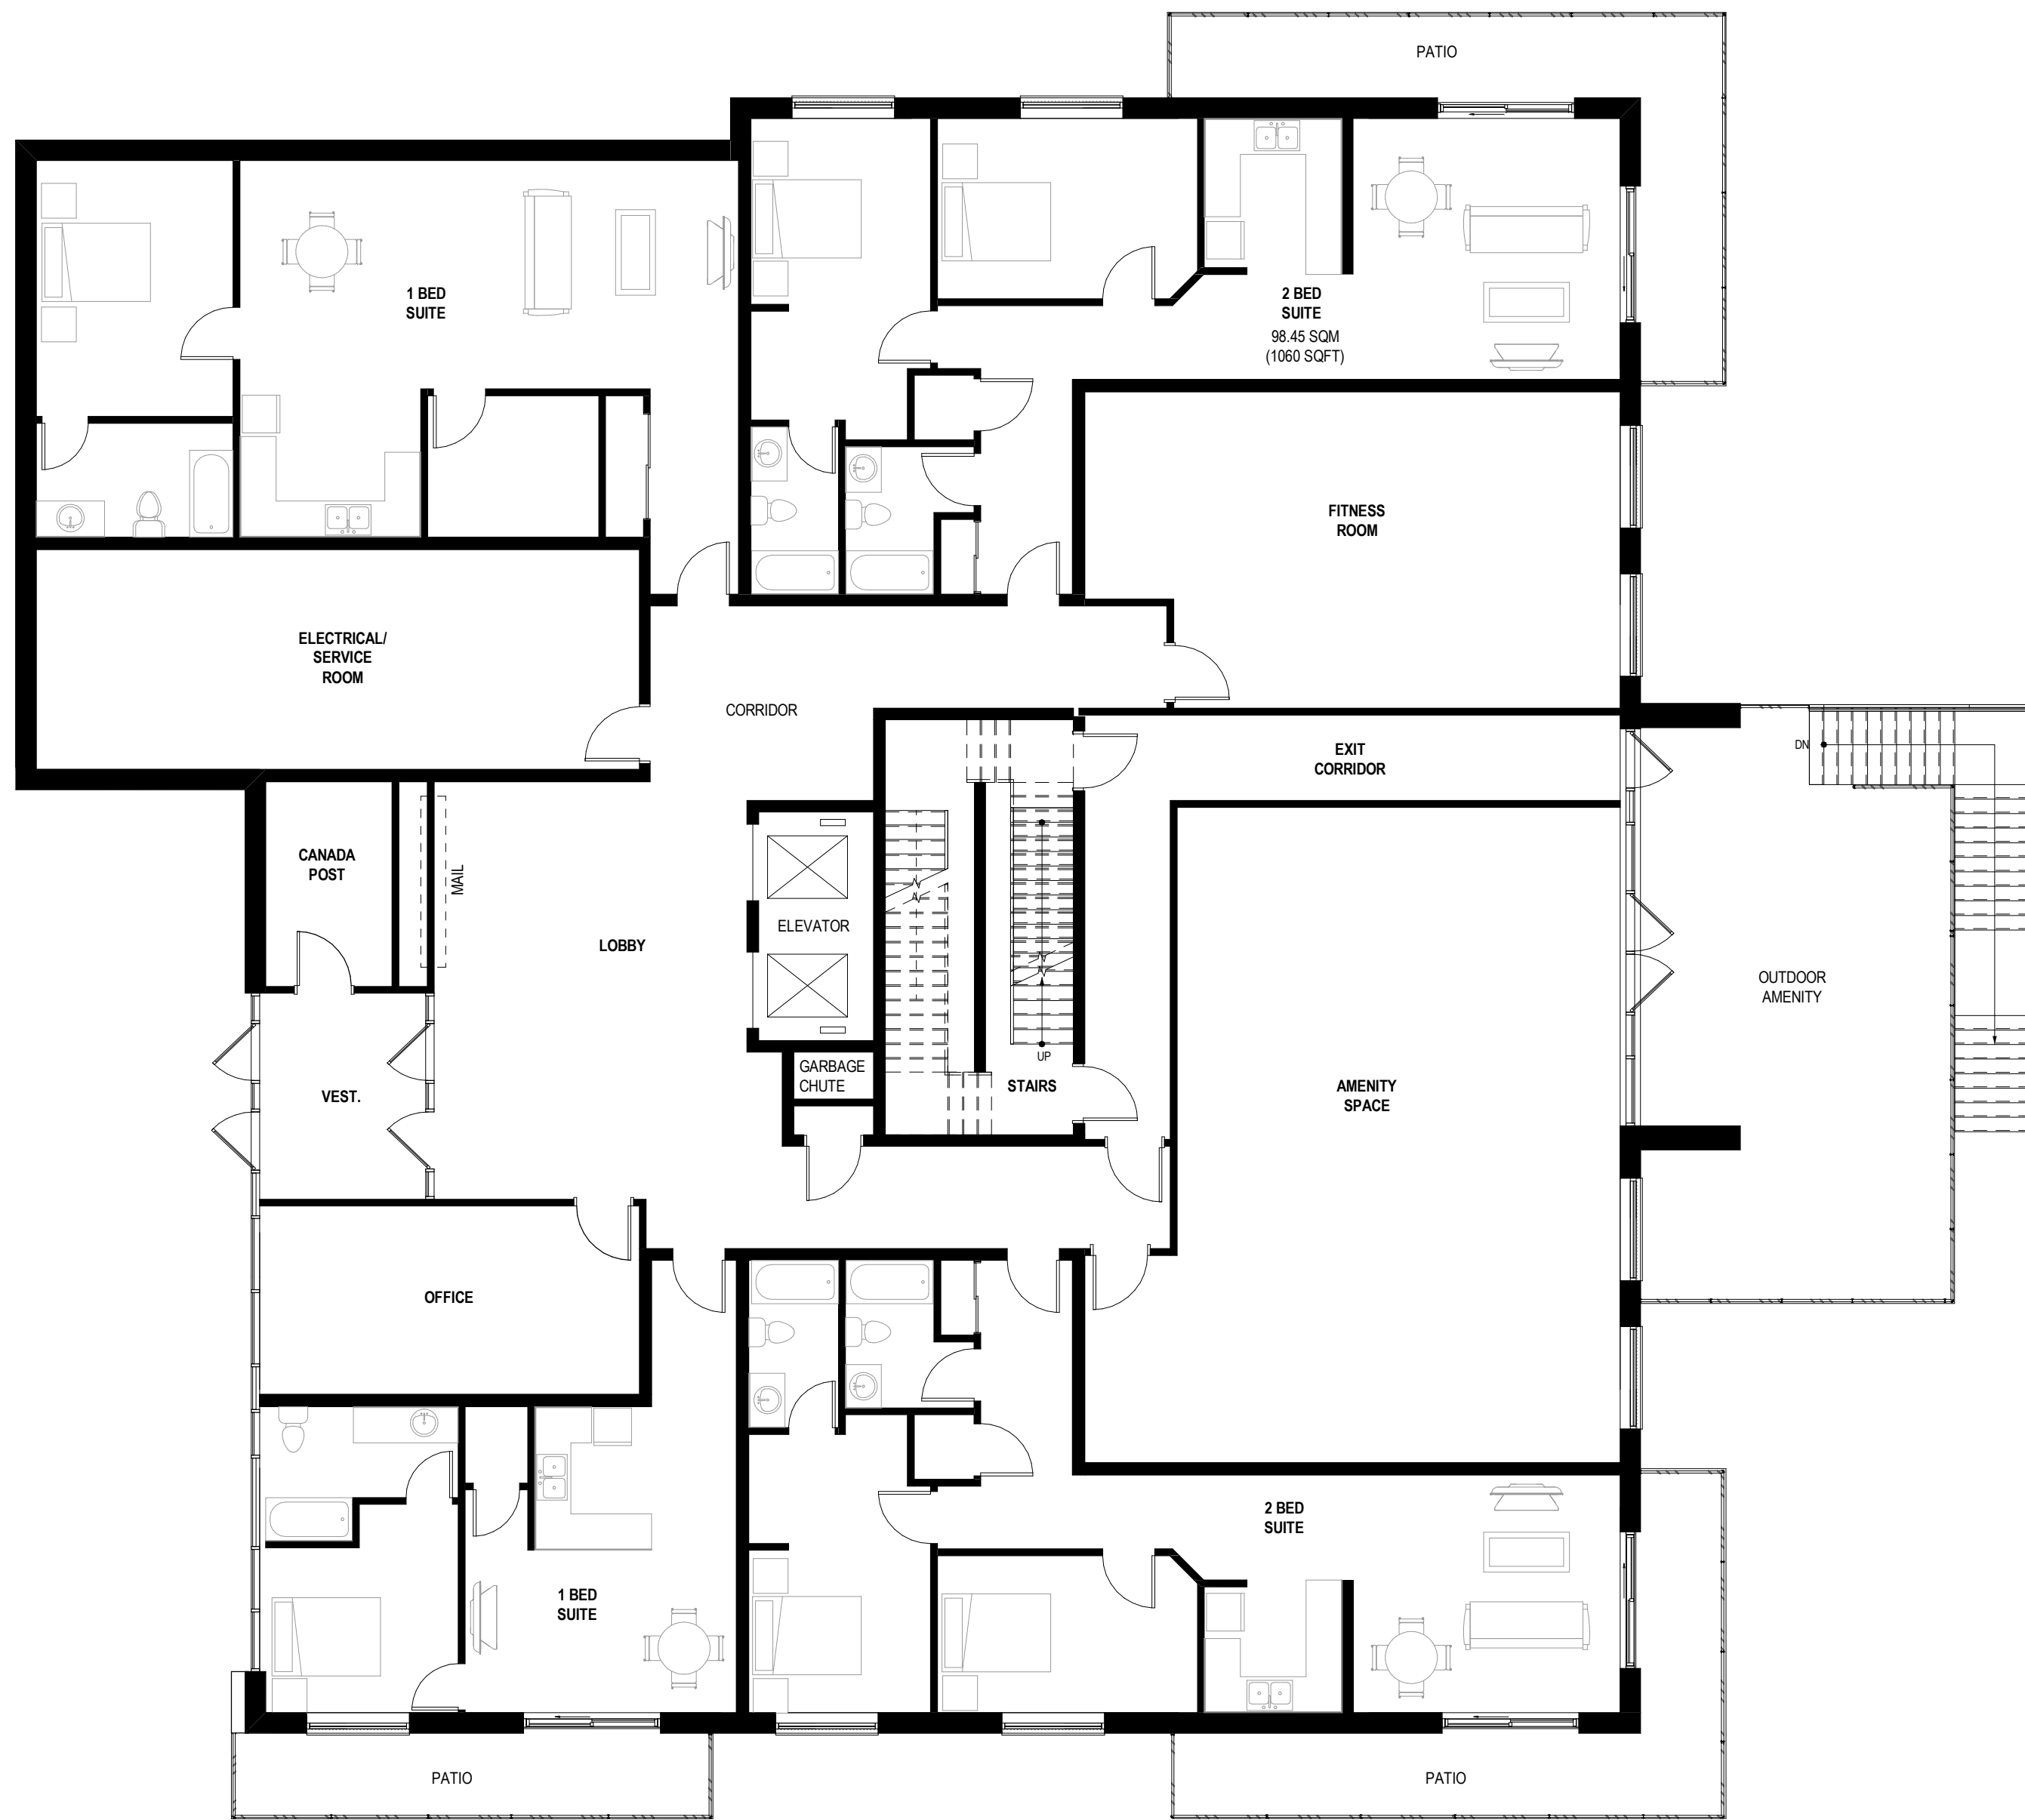 PATIO
1 BED
SUITE
2 BED
SUITE
98.45 SQM
(1060 SQFT)
FITNESS
ROOM
ELECTRICAL/
SERVICE
ROOM
CORRIDOR
EXIT
CORRIDOR
DN
CANADA
POST
MAIL
LOBBY
ELEVATOR
OUTDOOR
AMENITY
GARBAGE
CHUTE
UP
STAIRS
VEST.
AMENITY
SPACE
OFFICE
2 BED
SUITE
1 BED
SUITE
PATIO
PATIO